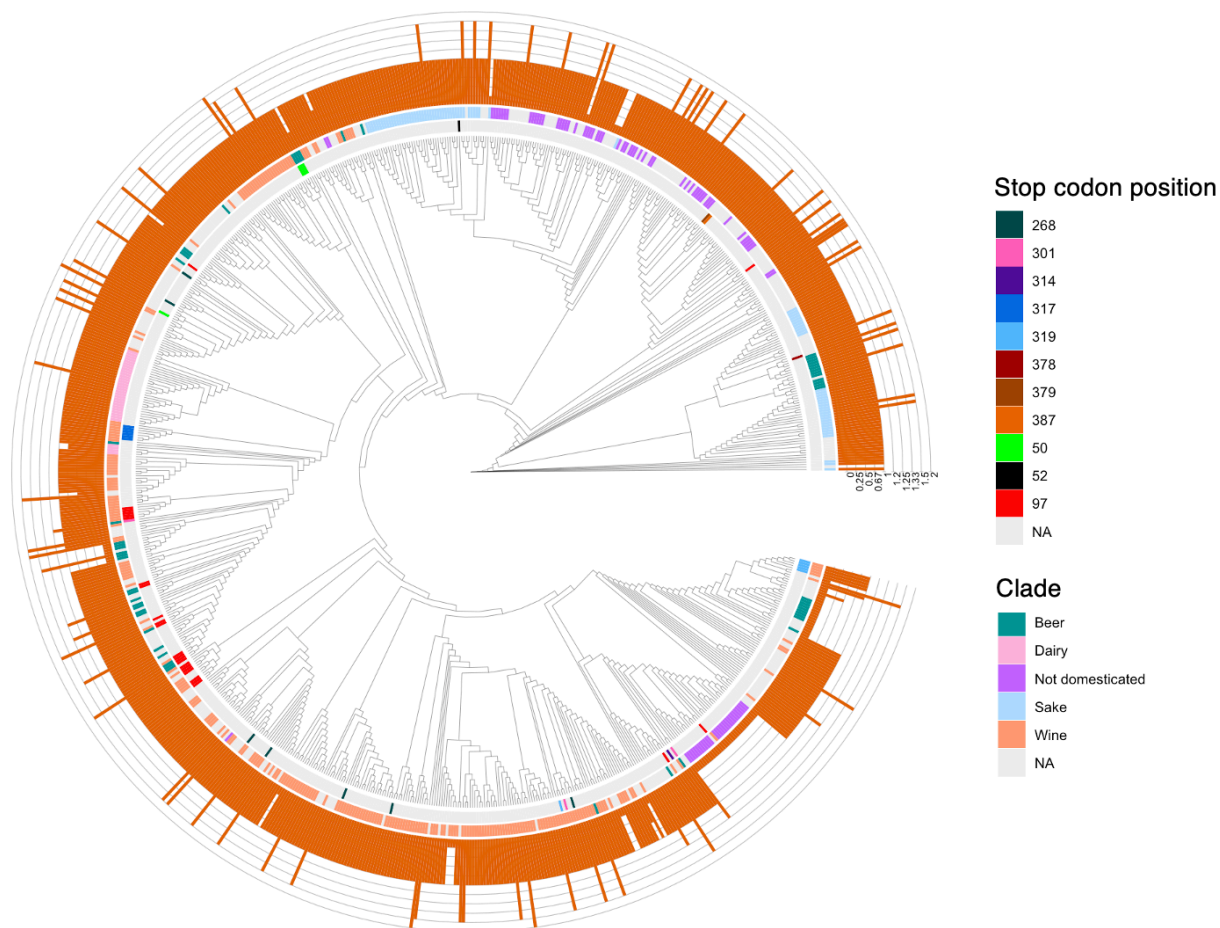 Stop codon position
268
301
314
317
319
378
379
387
50
52
97
NA
Clade
Beer
Dairy
Not domesticated
Sake
Wine
NA
0
0.25
0.5
0.67
1
1.2
1.25
1.33
1.5
2